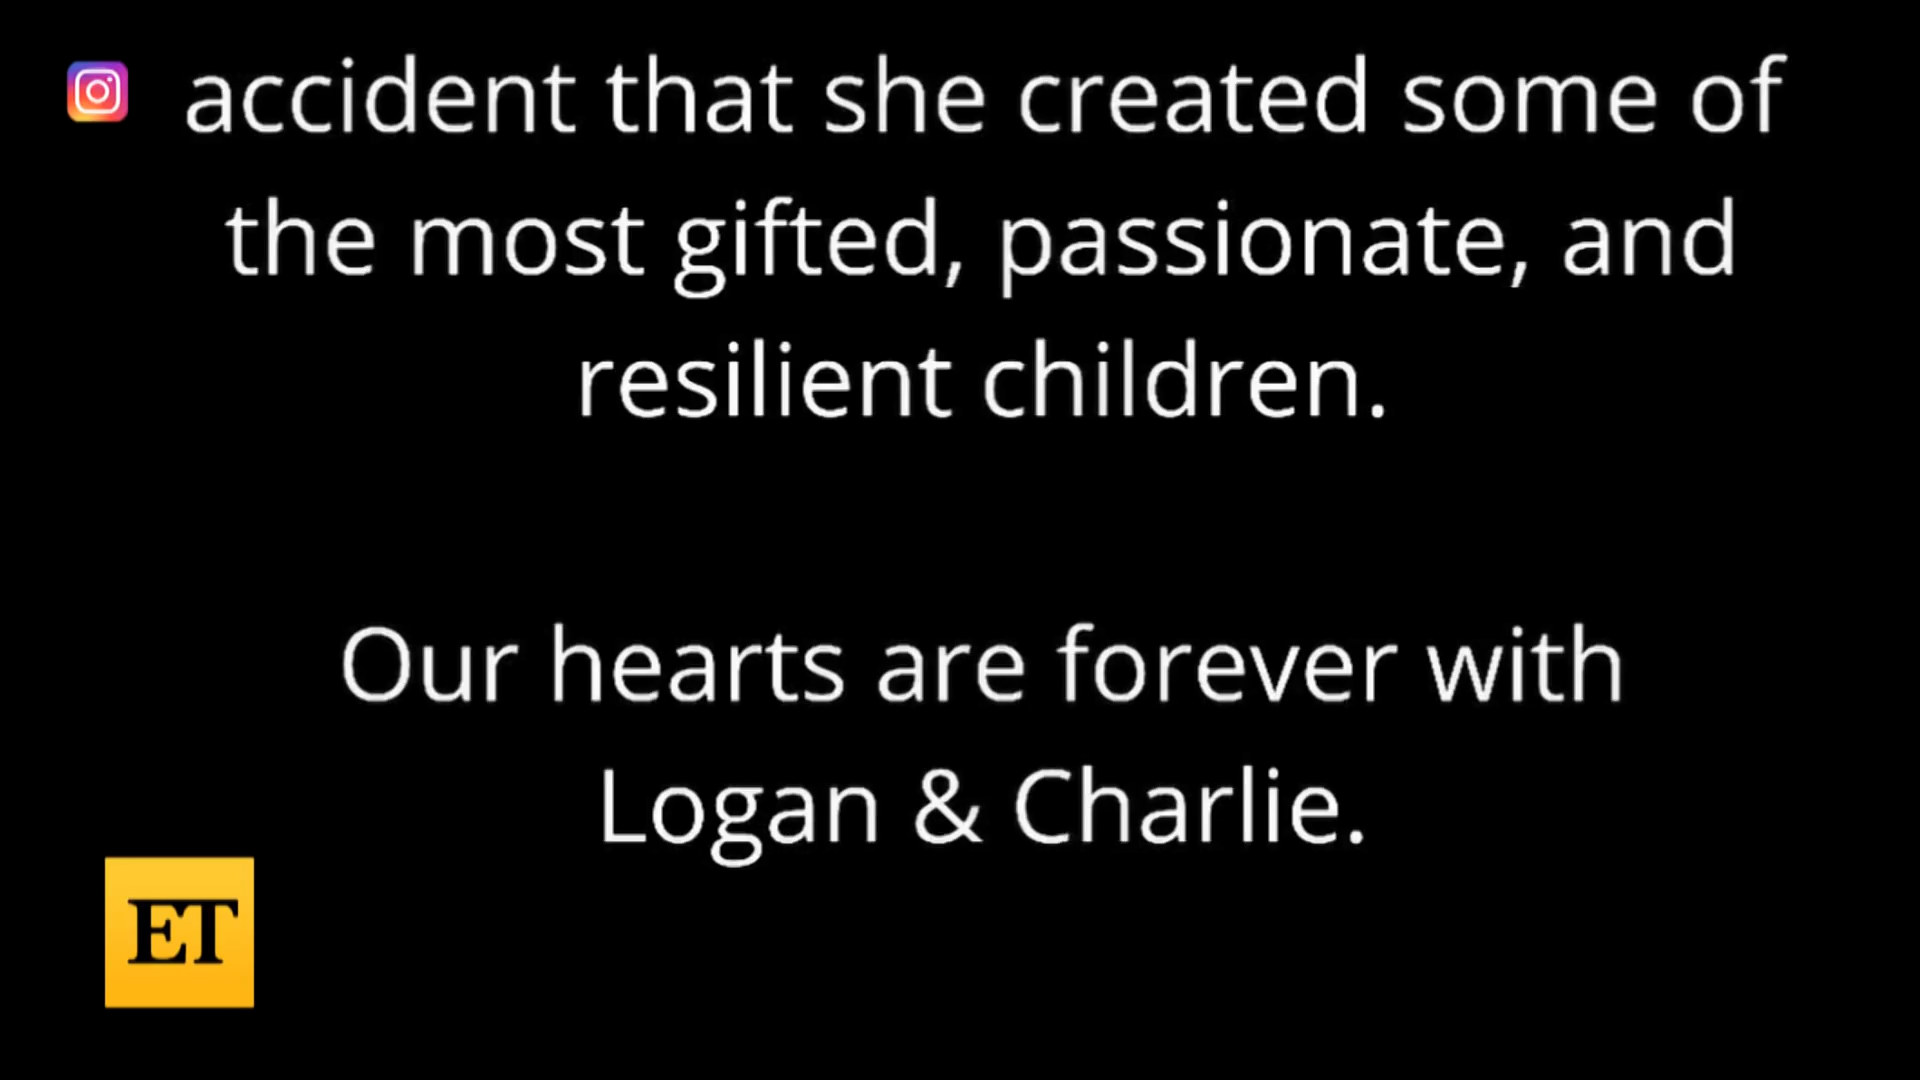 accident that she created some of
the most gifted, passionate, and
resilient children.
Our hearts are forever with
Logan & Charlie.
ET